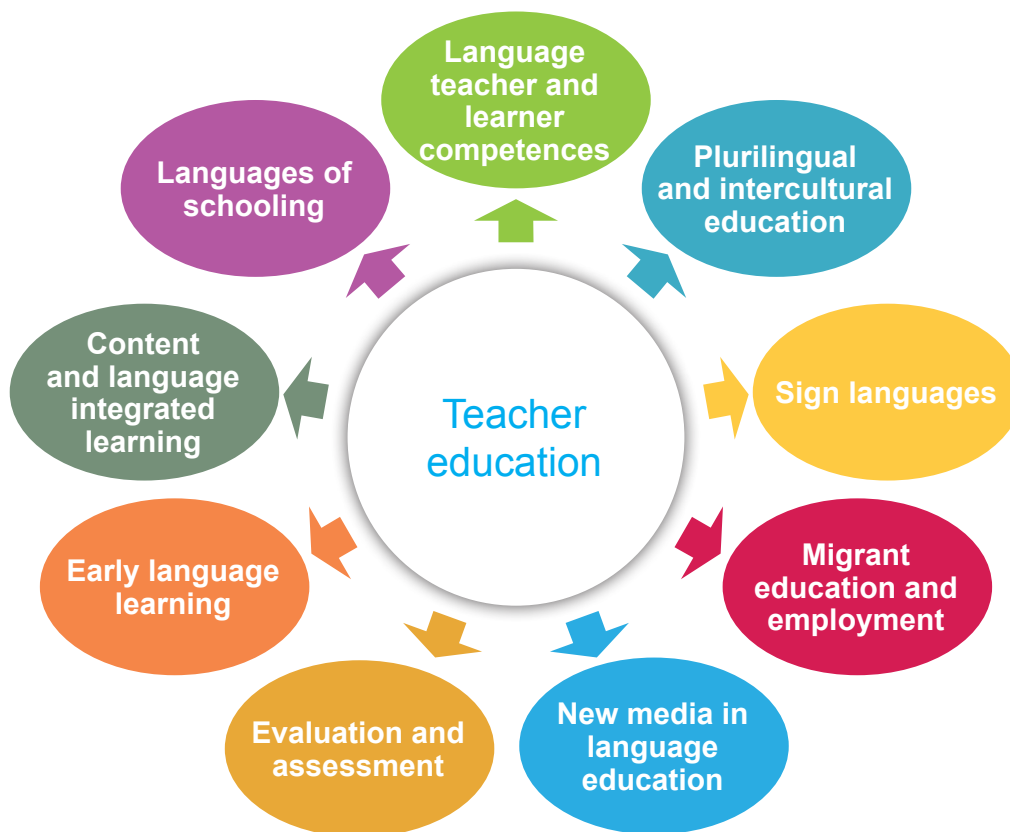 Language
teacher and
learner
competences
Plurilingual
and intercultural
education
Sign languages
Migrant
education and
employment
New media in
language
education
Evaluation and
assessment
Early language
learning
Content
and language
integrated
learning
Languages of
schooling
Teacher
education